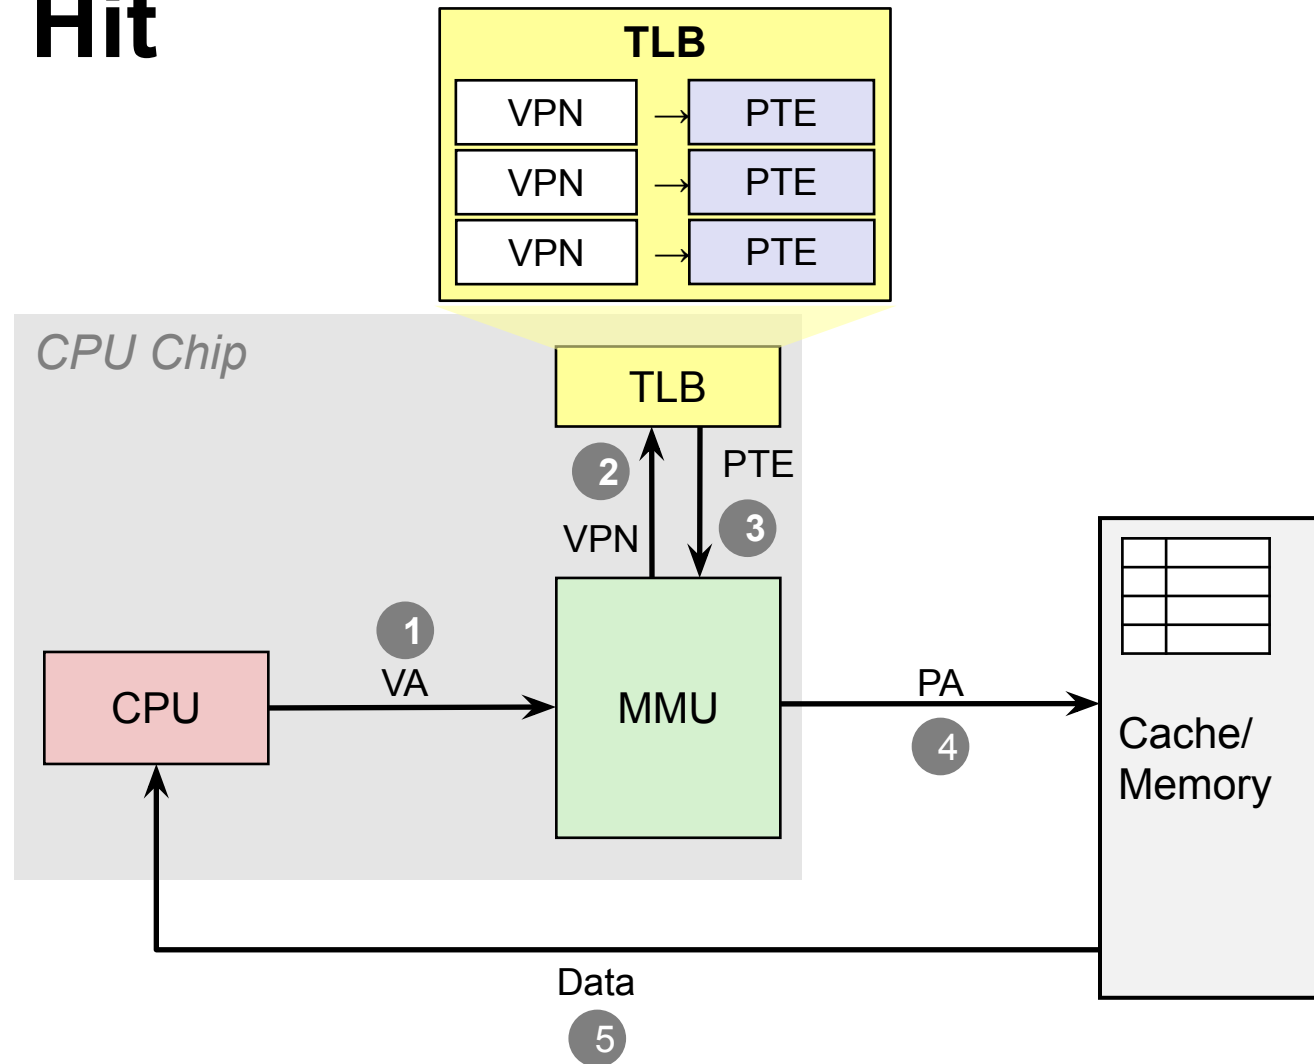 Hit
TLB
VPN → PTE
VPN → PTE
VPN → PTE
CPU Chip
TLB
2
PTE
VPN
3
1
VA
CPU
MMU
PA
4
Cache/
Memory
Data
5